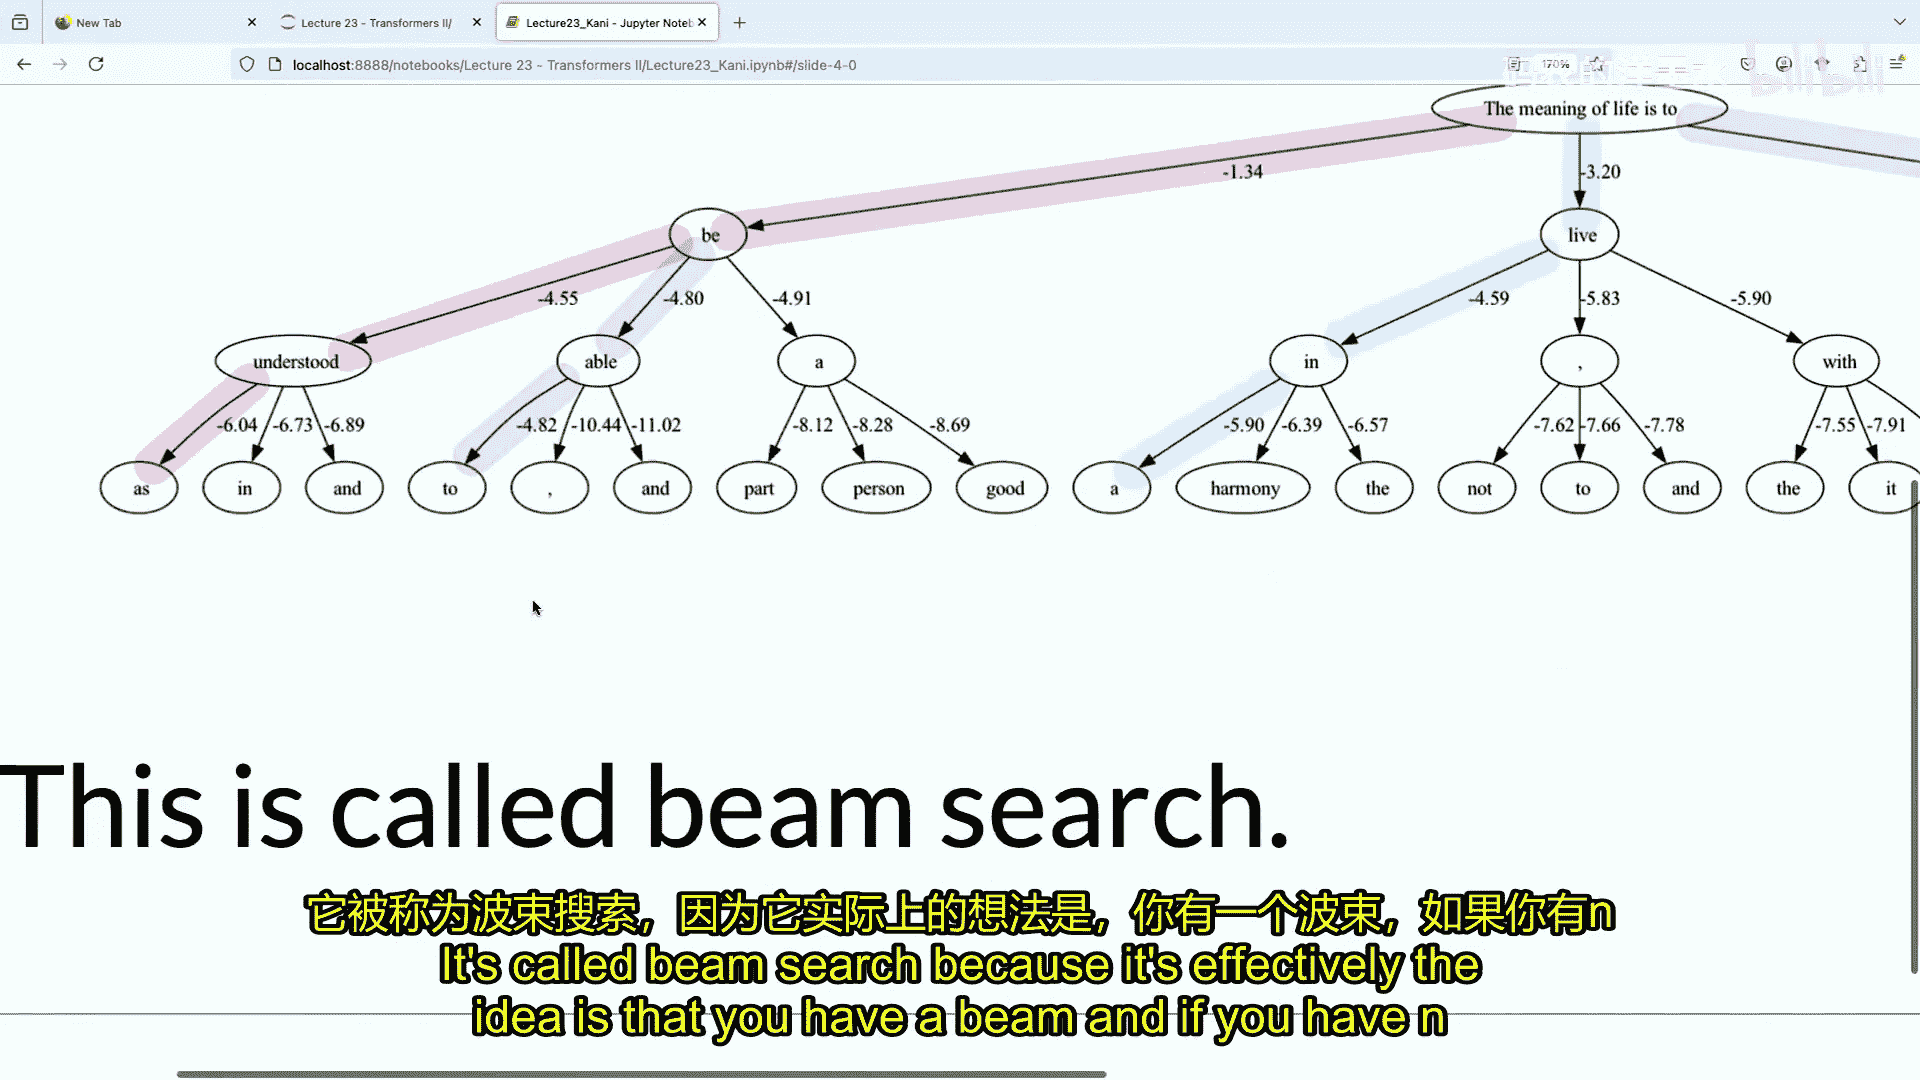 New Tab
Lecture 23 - Transformers II/
Lecture23_Kani - Jupyter Noteb
localhost:8888/notebooks/Lecture 23 - Transformers II/Lecture23_Kani.ipynb#/slide-4-0
170%
bilibili
The meaning of life is to
-1.34
-3.20
be
live
-4.55
-4.80
-4.91
-4.59
-5.83
-5.90
understood
able
a
in
,
with
-6.04
-6.73
-6.89
-4.82
-10.44
-11.02
-8.12
-8.28
-8.69
-5.90
-6.39
-6.57
-7.62
-7.66
-7.78
-7.55
-7.91
as
in
and
to
,
and
part
person
good
a
harmony
the
not
to
and
the
it
This is called beam search.
它被称为波束搜索，因为它实际上的想法是，你有一个波束，如果你有n
It's called beam search because it's effectively the
idea is that you have a beam and if you have n